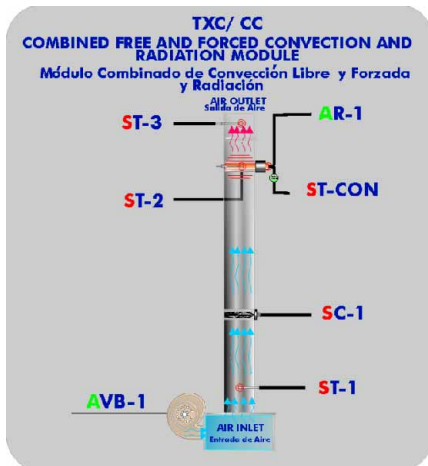 TXC/ CC
COMBINED FREE AND FORCED CONVECTION AND
RADIATION MODULE
Módulo Combinado de Convección Libre y Forzada
y Radiación
AIR OUTLET
Salida de Aire
ST-3
AR-1
ST-2
ST-CON
SC-1
ST-1
AVB-1
AIR INLET
Entrada de Aire